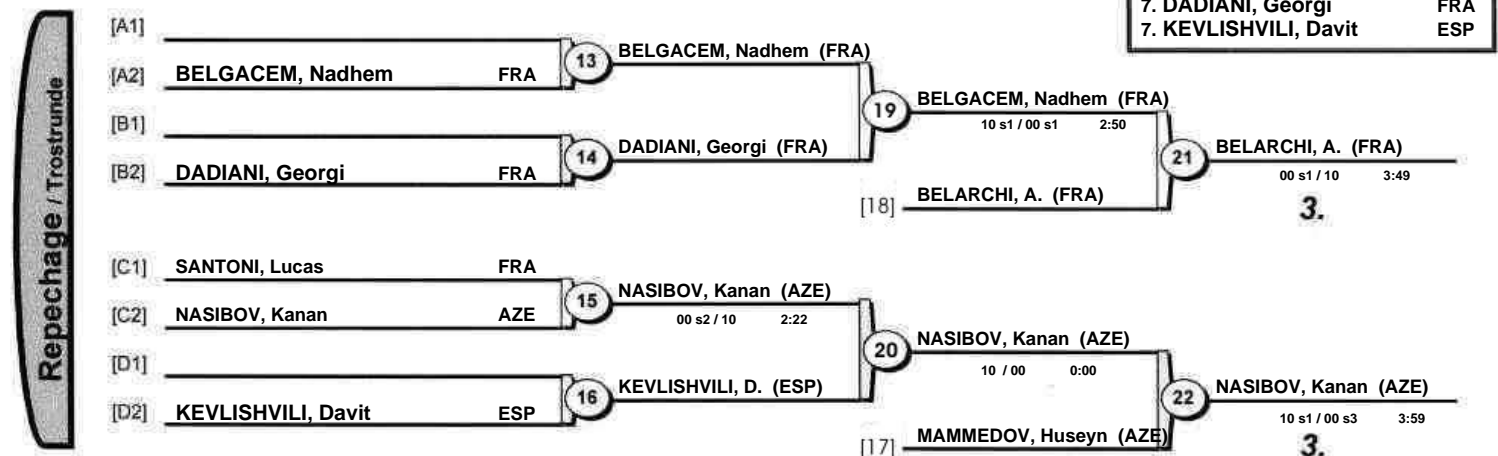 7. DADIANI, Georgi FRA
7. KEVLISHVILI, Davit ESP
Repechage / Trostrunde
[A1]
[A2] BELGACEM, Nadhem FRA
13
BELGACEM, Nadhem (FRA)
[B1]
[B2] DADIANI, Georgi FRA
14
DADIANI, Georgi (FRA)
19
BELGACEM, Nadhem (FRA)
10 s1 / 00 s1 2:50
[18] BELARCHI, A. (FRA)
21
BELARCHI, A. (FRA)
00 s1 / 10 3:49
3.
[C1] SANTONI, Lucas FRA
[C2] NASIBOV, Kanan AZE
15
NASIBOV, Kanan (AZE)
00 s2 / 10 2:22
[D1]
[D2] KEVLISHVILI, Davit ESP
16
KEVLISHVILI, D. (ESP)
20
NASIBOV, Kanan (AZE)
10 / 00 0:00
[17] MAMMEDOV, Huseyn (AZE)
22
NASIBOV, Kanan (AZE)
10 s1 / 00 s3 3:59
3.